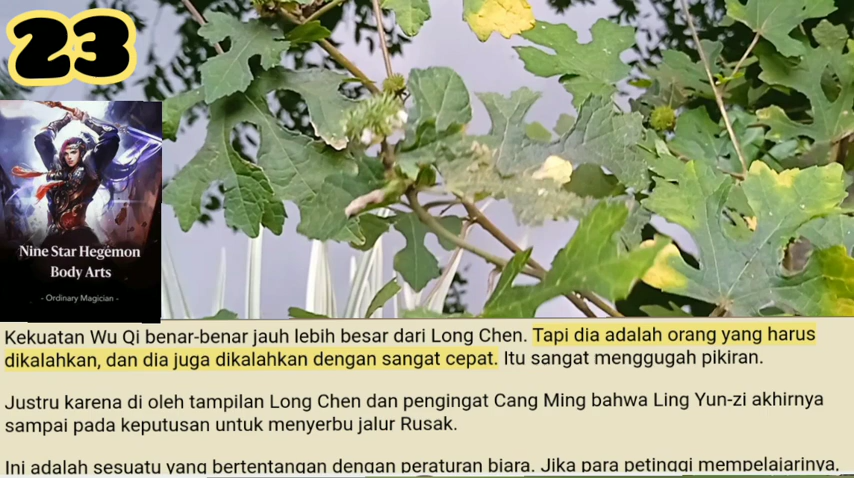 23
Nine Star Hegemon
Body Arts
- Ordinary Magician -
Kekuatan Wu Qi benar-benar jauh lebih besar dari Long Chen. Tapi dia adalah orang yang harus
dikalahkan, dan dia juga dikalahkan dengan sangat cepat. Itu sangat menggugah pikiran.
Justru karena di oleh tampilan Long Chen dan pengingat Cang Ming bahwa Ling Yun-zi akhirnya
sampai pada keputusan untuk menyerbu jalur Rusak.
Ini adalah sesuatu yang bertentangan dengan peraturan biara. Jika para petinggi mempelajarinya,